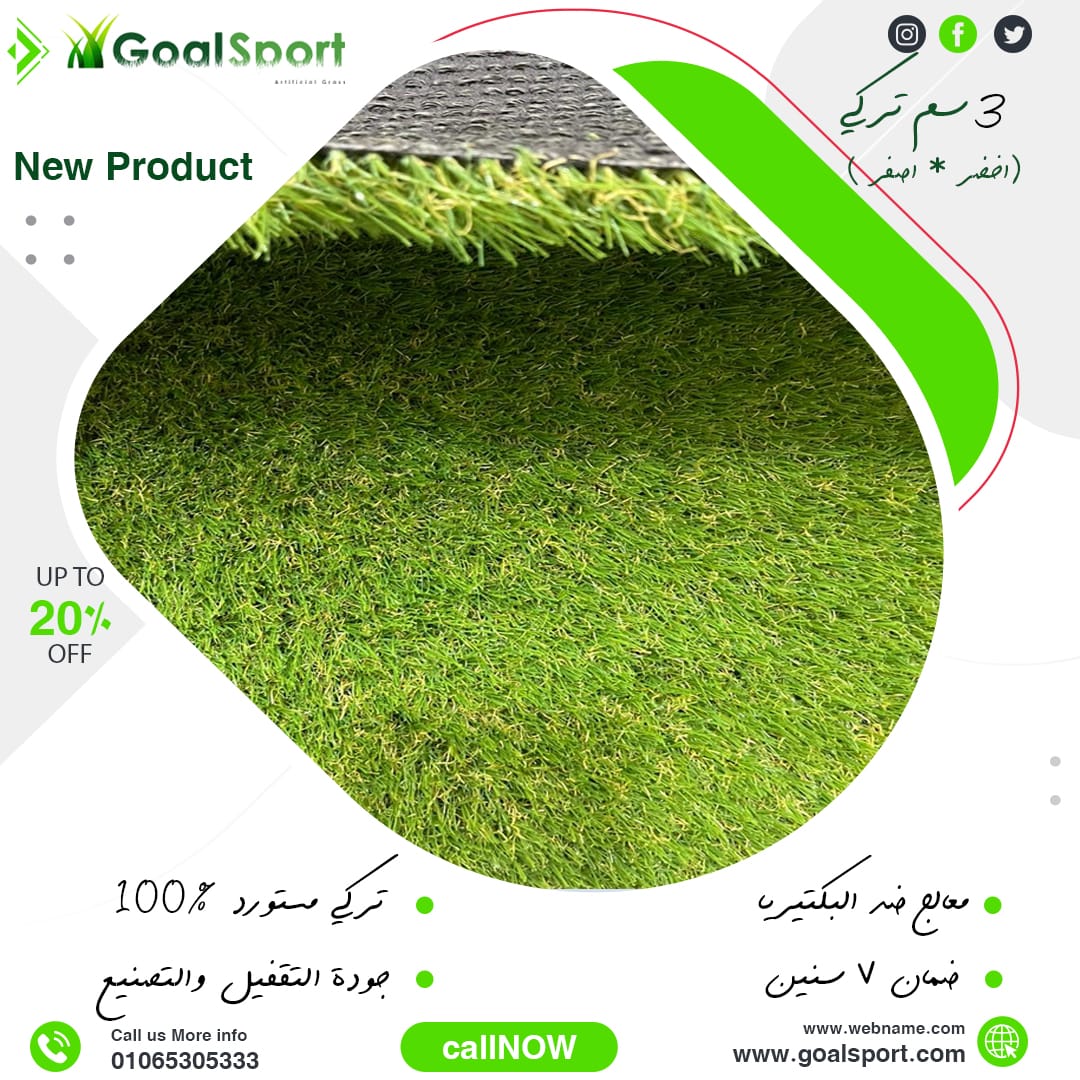 GoalSport
Artificial Grass
3 سم تركي
(اخضر * اصفر)
New Product
UP TO
20%
OFF
معالج ضد البكتيريا
تركي مستورد 100%
ضمان ٧ سنين
جودة التقفيل والتصنيع
Call us More info
01065305333
callNOW
www.webname.com
www.goalsport.com